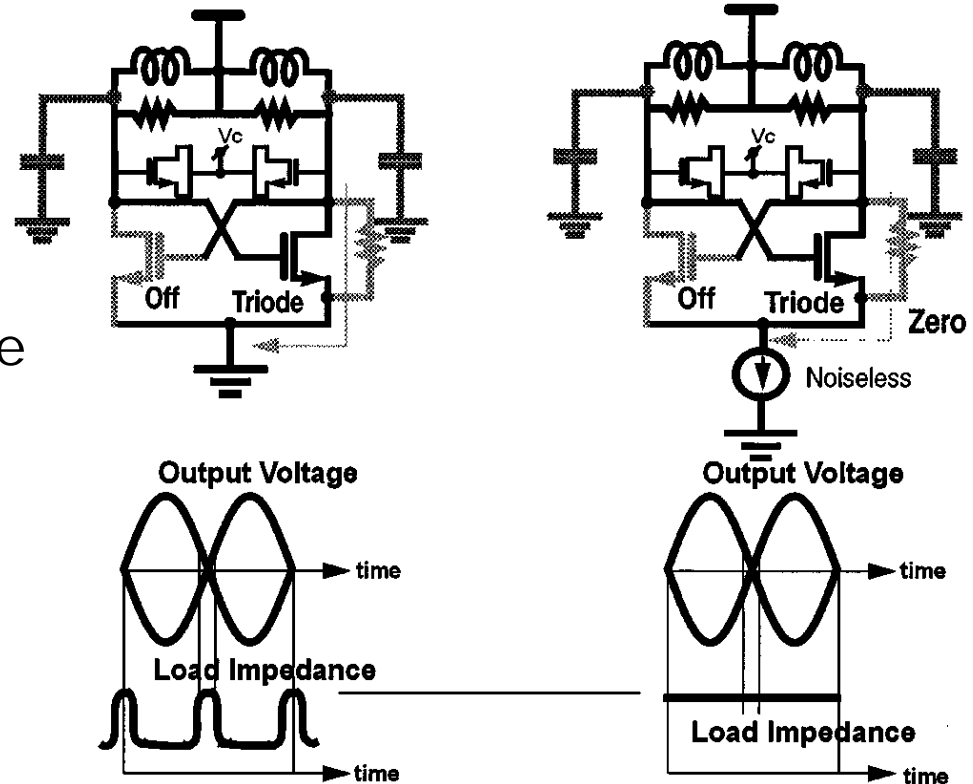 Vc
Vc
Off
Triode
Off
Triode
Zero
e
Noiseless
Output Voltage
Output Voltage
time
time
Load Impedance
Load Impedance
time
time